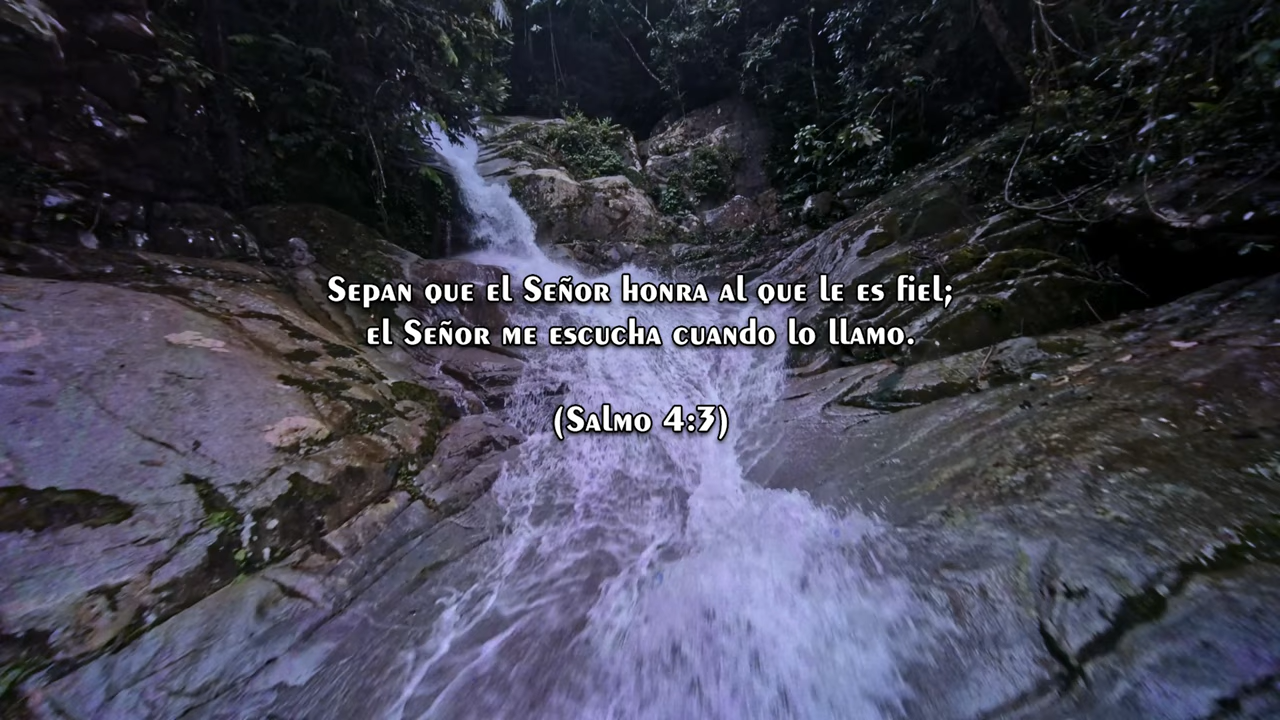 Sepan que el Señor honra al que le es fiel;
el Señor me escucha cuando lo llamo.
(Salmo 4:3)